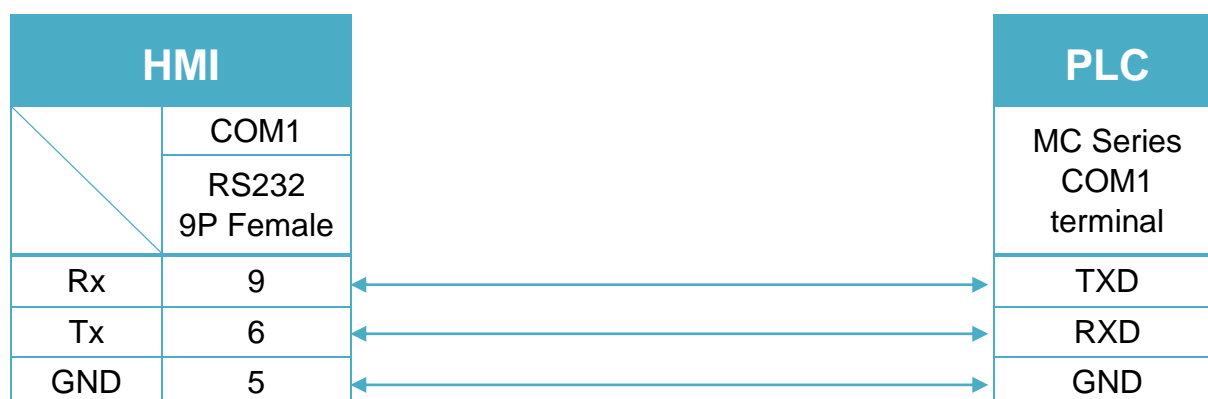 HMI
PLC
COM1
RS232
9P Female
MC Series
COM1
terminal
Rx 9 TXD
Tx 6 RXD
GND 5 GND